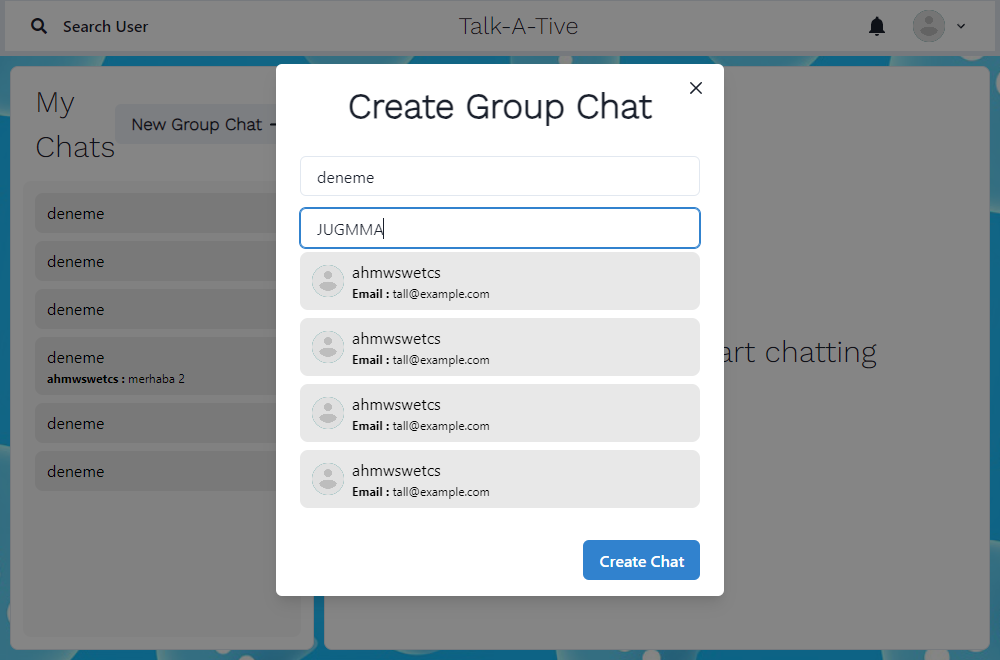 Search User
Talk-A-Tive
My
Chats
New Group Chat
deneme
deneme
deneme
deneme
ahmwswetcs : merhaba 2
deneme
deneme
Create Group Chat
deneme
JUGMMA
ahmwswetcs
Email : tall@example.com
ahmwswetcs
Email : tall@example.com
ahmwswetcs
Email : tall@example.com
ahmwswetcs
Email : tall@example.com
Create Chat
chatting